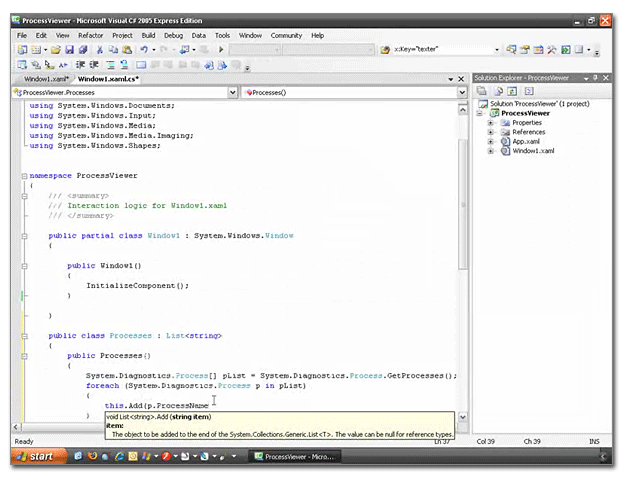 ProcessViewer - Microsoft Visual C# 2005 Express Edition
File Edit View Refactor Project Build Debug Data Tools Window Community Help
x:Key="texter"
Window1.xaml* Window1.xaml.cs*
Solution Explorer - ProcessViewer
ProcessViewer.Processes Processes()
using System.Windows.Documents;
using System.Windows.Input;
using System.Windows.Media;
using System.Windows.Media.Imaging;
using System.Windows.Shapes;
namespace ProcessViewer
{
/// <summary>
/// Interaction logic for Window1.xaml
/// </summary>
public partial class Window1 : System.Windows.Window
{
public Window1()
{
InitializeComponent();
}
}
public class Processes : List<string>
{
public Processes()
{
System.Diagnostics.Process[] pList = System.Diagnostics.Process.GetProcesses();
foreach (System.Diagnostics.Process p in pList)
{
this.Add(p.ProcessName
}
void List<string>.Add (string item)
item:
The object to be added to the end of the System.Collections.Generic.List<T>. The value can be null for reference types.
Solution 'ProcessViewer' (1 project)
ProcessViewer
Properties
References
App.xaml
Window1.xaml
Ready Ln 37 Col 39 Ch 39 INS
start ProcessViewer - Micro...